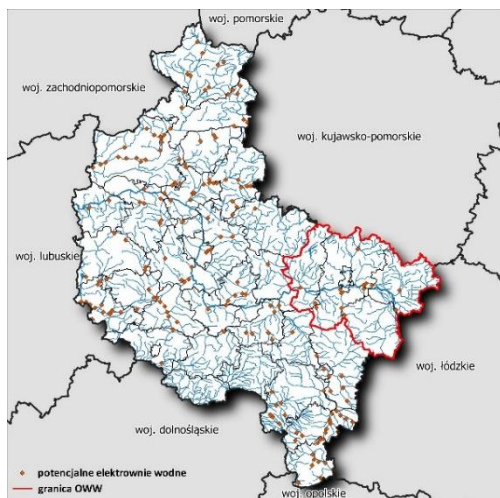 woj. pomorskie
woj. zachodniopomorskie
woj. kujawsko-pomorskie
woj. lubuskie
woj. łódzkie
woj. dolnośląskie
potencjalne elektrownie wodne
granica OWW
woj. opolskie